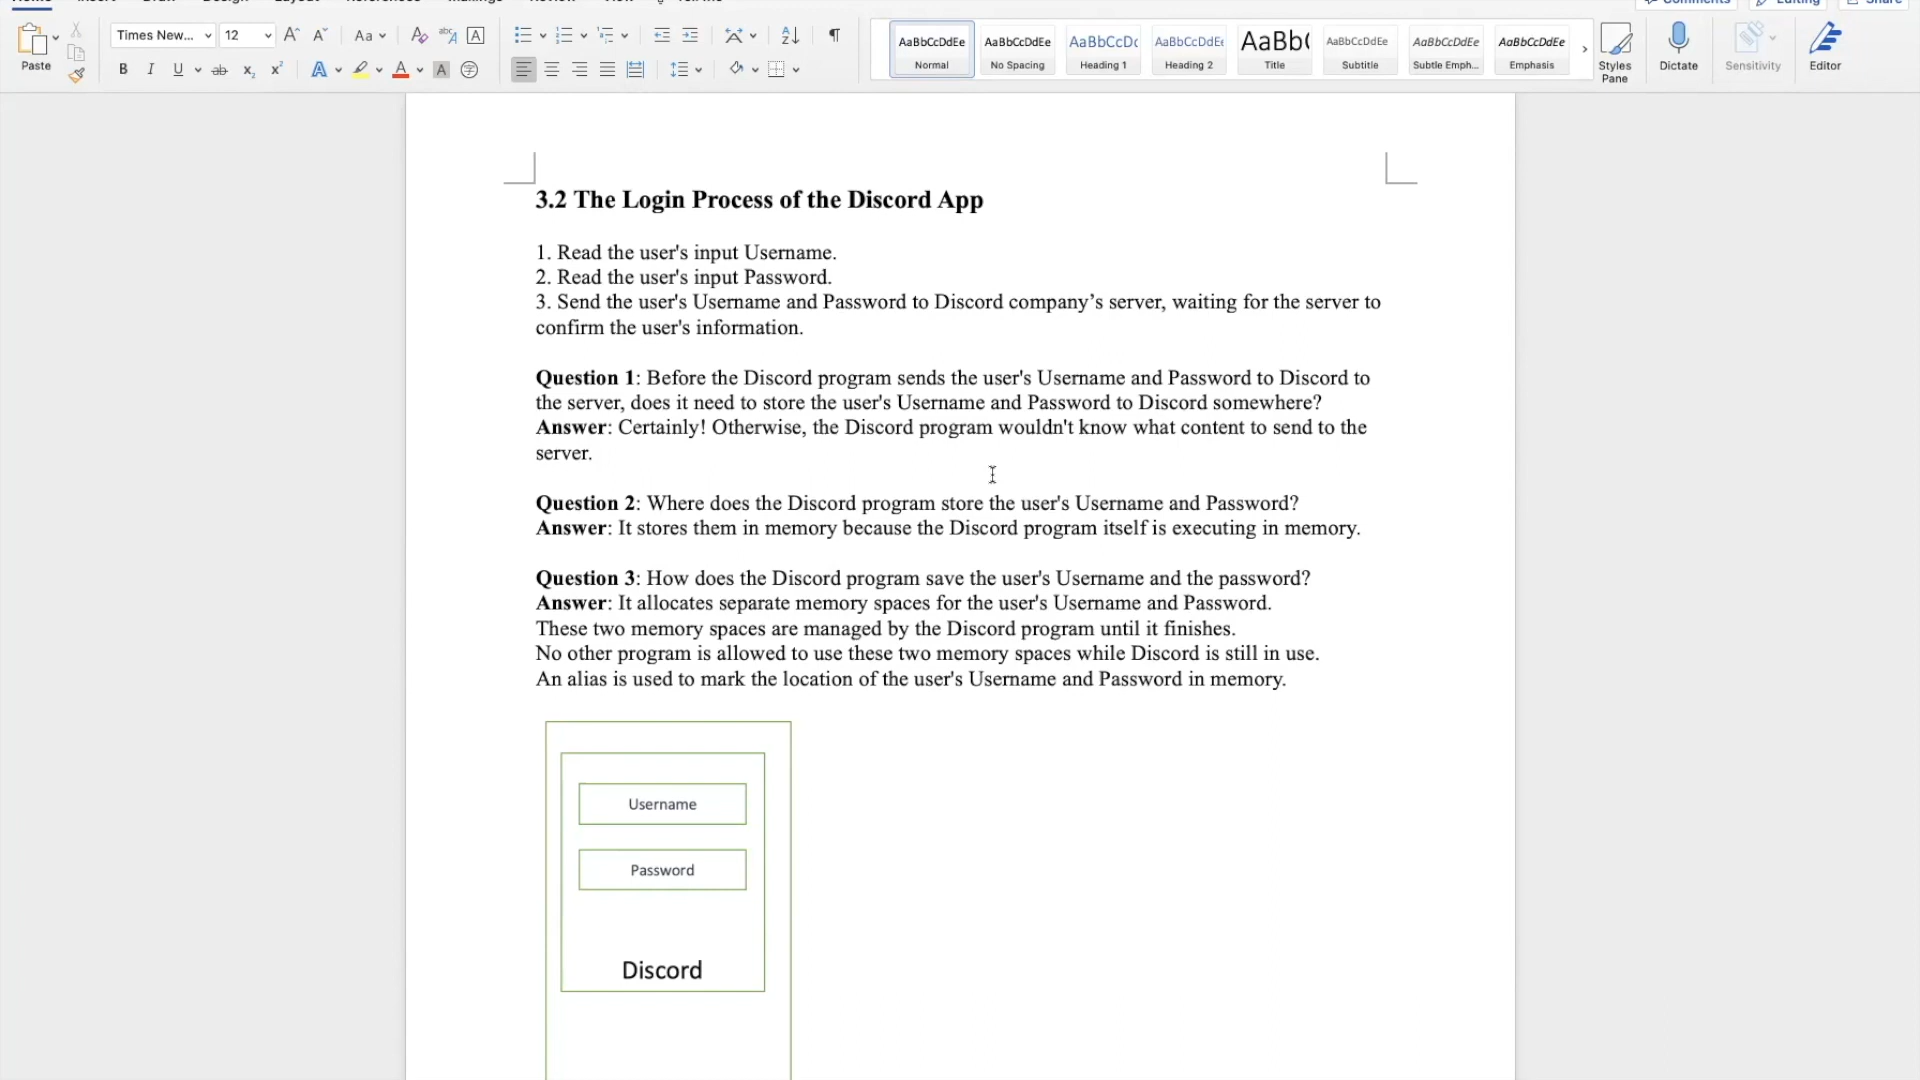 Comments
Editing
Share
Times New...
12
Aa
Paste
B I U ab x₂ x² A A A
AaBbCcDdEe
Normal
AaBbCcDdEe
No Spacing
AaBbCcDc
Heading 1
AaBbCcDdEe
Heading 2
AaBb(
Title
AaBbCcDdEe
Subtitle
AaBbCcDdEe
Subtle Emph...
AaBbCcDdEe
Emphasis
Styles
Pane
Dictate
Sensitivity
Editor
3.2 The Login Process of the Discord App
1. Read the user's input Username.
2. Read the user's input Password.
3. Send the user's Username and Password to Discord company’s server, waiting for the server to
confirm the user's information.
Question 1: Before the Discord program sends the user's Username and Password to Discord to
the server, does it need to store the user's Username and Password to Discord somewhere?
Answer: Certainly! Otherwise, the Discord program wouldn't know what content to send to the
server.
Question 2: Where does the Discord program store the user's Username and Password?
Answer: It stores them in memory because the Discord program itself is executing in memory.
Question 3: How does the Discord program save the user's Username and the password?
Answer: It allocates separate memory spaces for the user's Username and Password.
These two memory spaces are managed by the Discord program until it finishes.
No other program is allowed to use these two memory spaces while Discord is still in use.
An alias is used to mark the location of the user's Username and Password in memory.
Username
Password
Discord